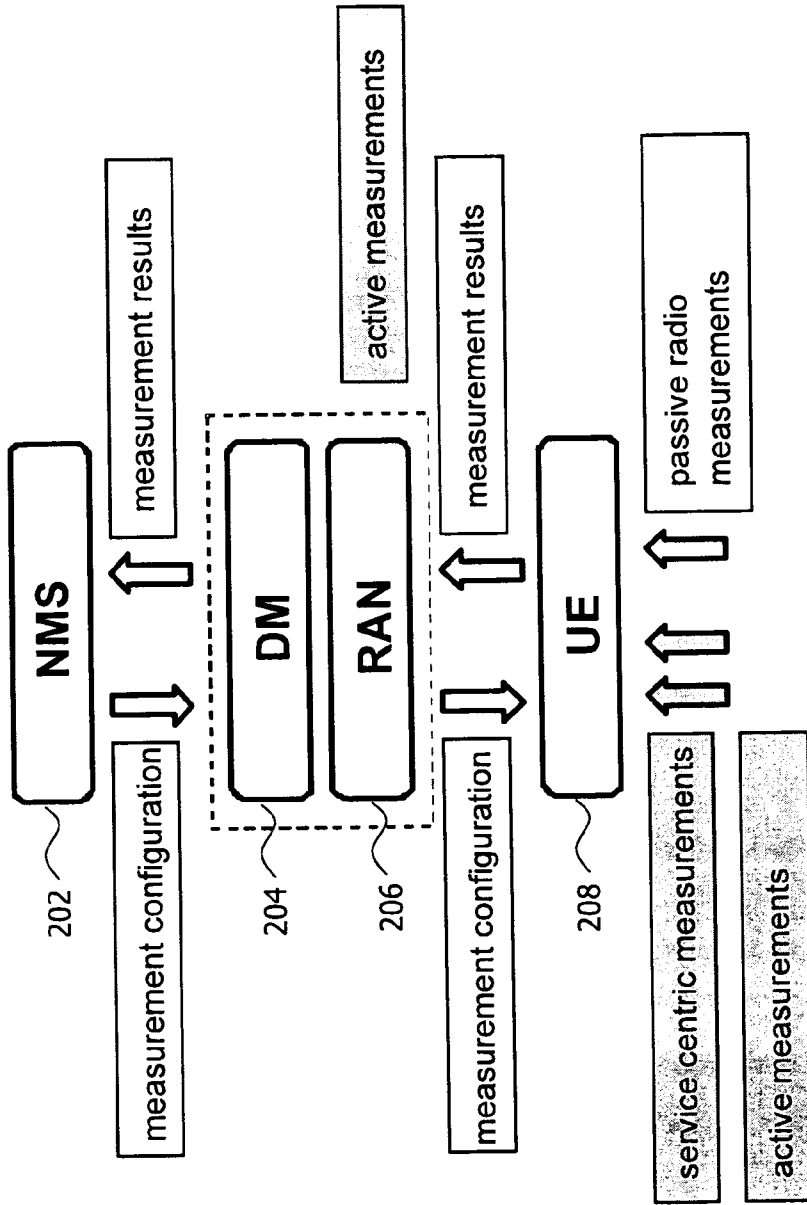 NMS
202
measurement configuration
measurement results
DM
204
RAN
206
active measurements
measurement configuration
measurement results
UE
208
service centric measurements
active measurements
passive radio
measurements